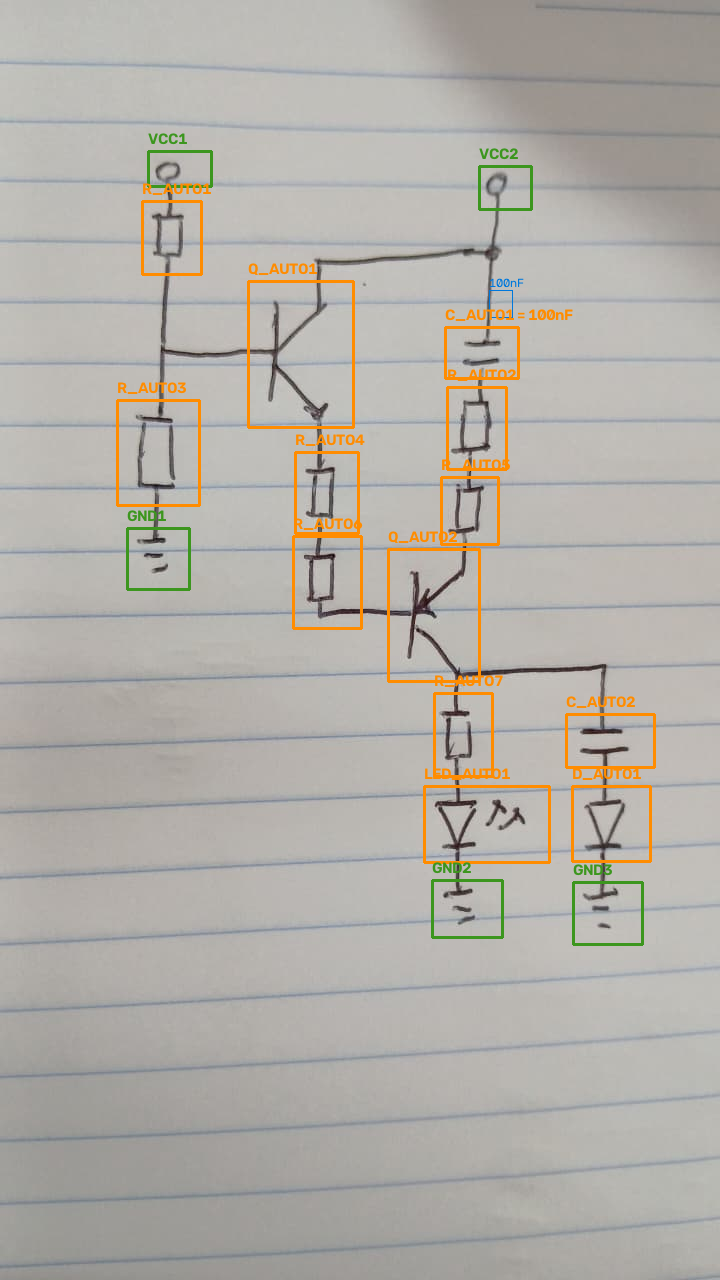 VCC1
VCC2
R_AUTO1
Q_AUTO1
100nF
C_AUTO1 = 100nF
R_AUTO2
R_AUTO3
R_AUTO4
R_AUTO5
GND1
R_AUTO6
Q_AUTO2
R_AUTO7
C_AUTO2
LED_AUTO1
D_AUTO1
GND2
GND3